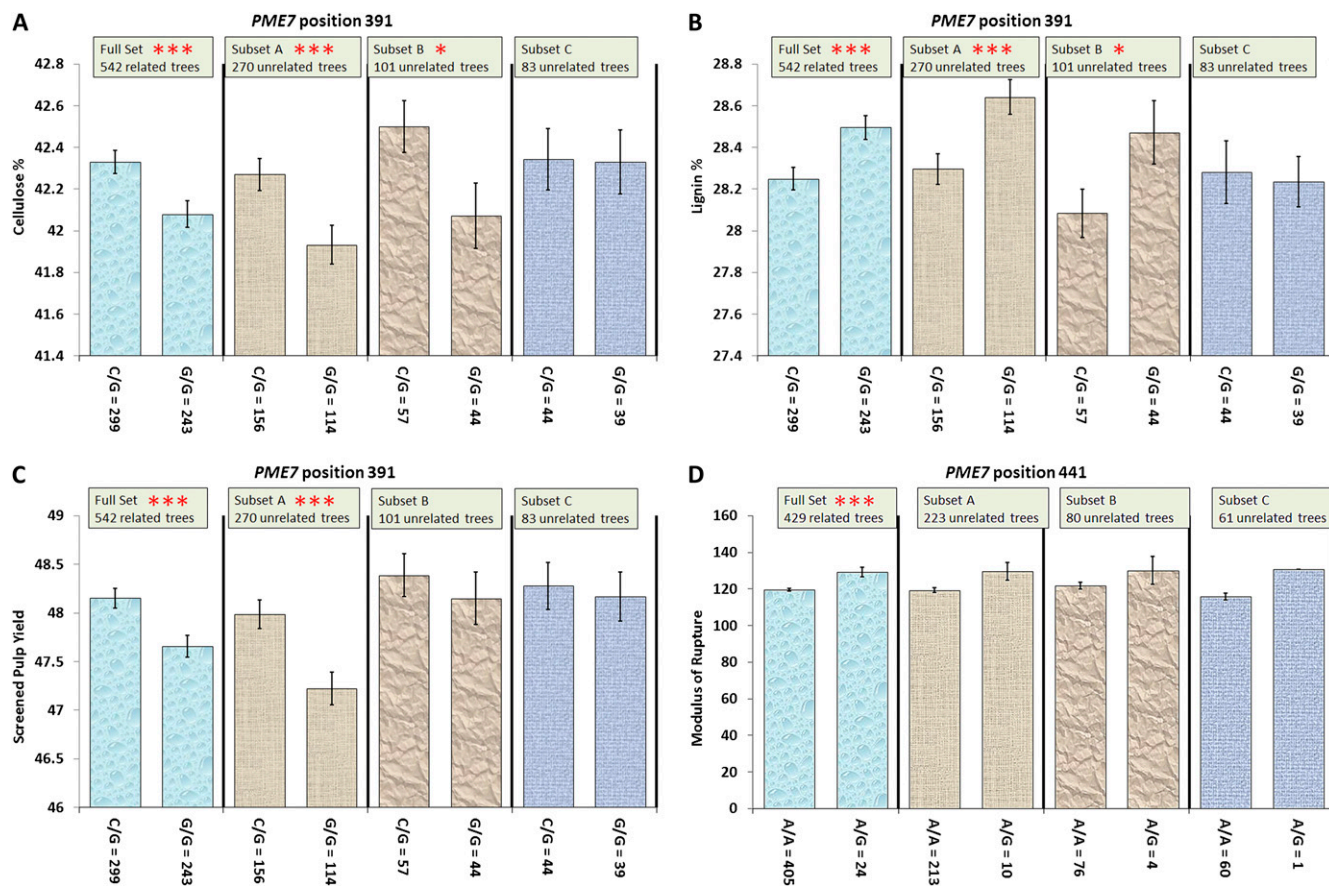 A
PME7 position 391
Full Set ***
542 related trees
Subset A ***
270 unrelated trees
Subset B *
101 unrelated trees
Subset C
83 unrelated trees
Cellulose %
42.8
42.6
42.4
42.2
42
41.8
41.6
41.4
C/G = 299
G/G = 243
C/G = 156
G/G = 114
C/G = 57
G/G = 44
C/G = 44
G/G = 39
B
PME7 position 391
Full Set ***
542 related trees
Subset A ***
270 unrelated trees
Subset B *
101 unrelated trees
Subset C
83 unrelated trees
Lignin %
28.8
28.6
28.4
28.2
28
27.8
27.6
27.4
C/G = 299
G/G = 243
C/G = 156
G/G = 114
C/G = 57
G/G = 44
C/G = 44
G/G = 39
C
PME7 position 391
Full Set ***
542 related trees
Subset A ***
270 unrelated trees
Subset B
101 unrelated trees
Subset C
83 unrelated trees
Screened Pulp Yield
49
48.5
48
47.5
47
46.5
46
C/G = 299
G/G = 243
C/G = 156
G/G = 114
C/G = 57
G/G = 44
C/G = 44
G/G = 39
D
PME7 position 441
Full Set ***
429 related trees
Subset A
223 unrelated trees
Subset B
80 unrelated trees
Subset C
61 unrelated trees
Modulus of Rupture
160
140
120
100
80
60
40
20
0
A/A = 405
A/G = 24
A/A = 213
A/G = 10
A/A = 76
A/G = 4
A/A = 60
A/G = 1